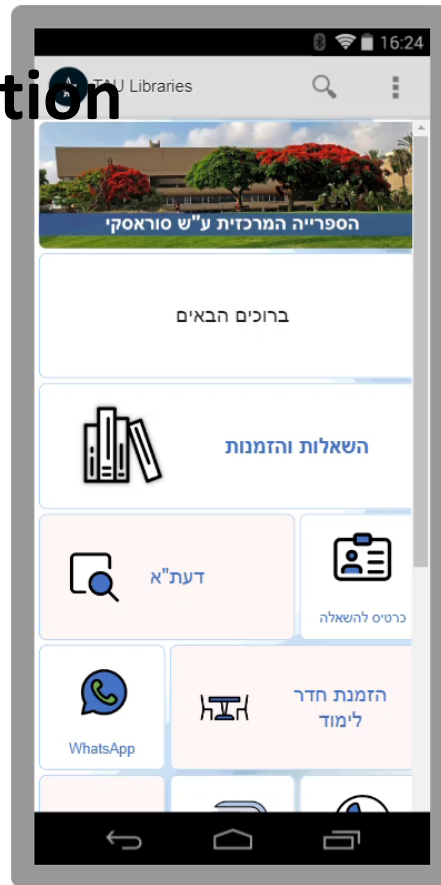 16:24
tion
TAU Libraries
הספרייה המרכזית ע"ש סוראסקי
ברוכים הבאים
השאלות והזמנות
דעת"א
כרטיס להשאלה
WhatsApp
הזמנת חדר
לימוד